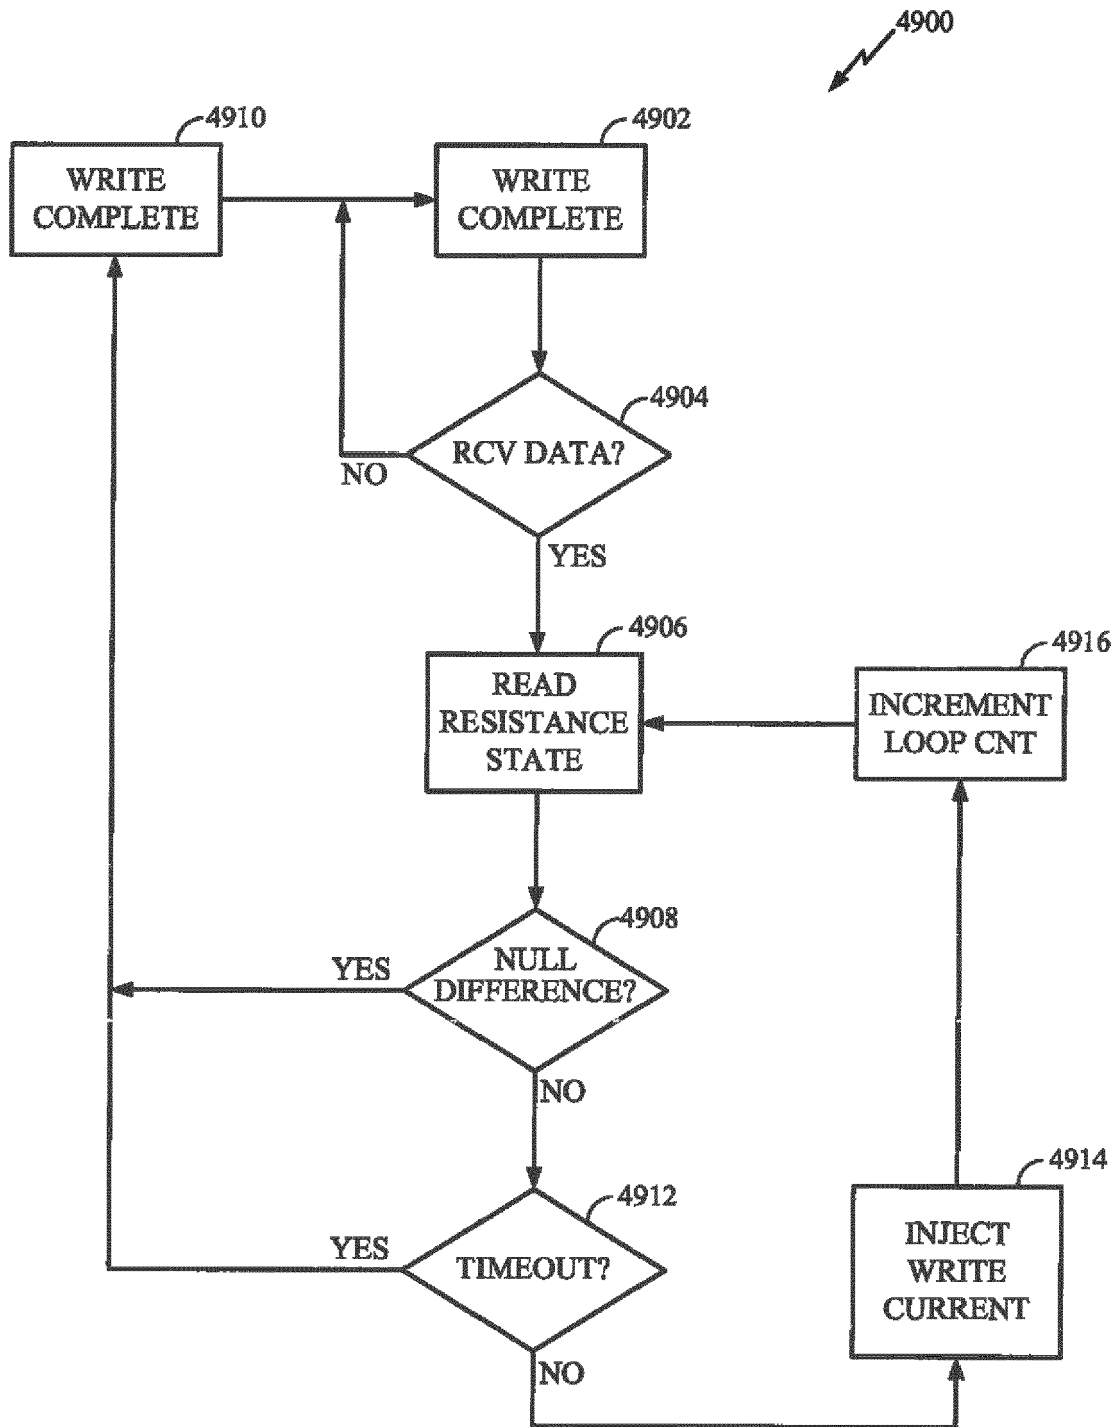 4900
4910
4902
WRITE
COMPLETE
WRITE
COMPLETE
4904
RCV DATA?
NO
YES
4906
4916
READ
RESISTANCE
STATE
INCREMENT
LOOP CNT
4908
NULL
DIFFERENCE?
YES
NO
4914
4912
YES
TIMEOUT?
INJECT
WRITE
CURRENT
NO